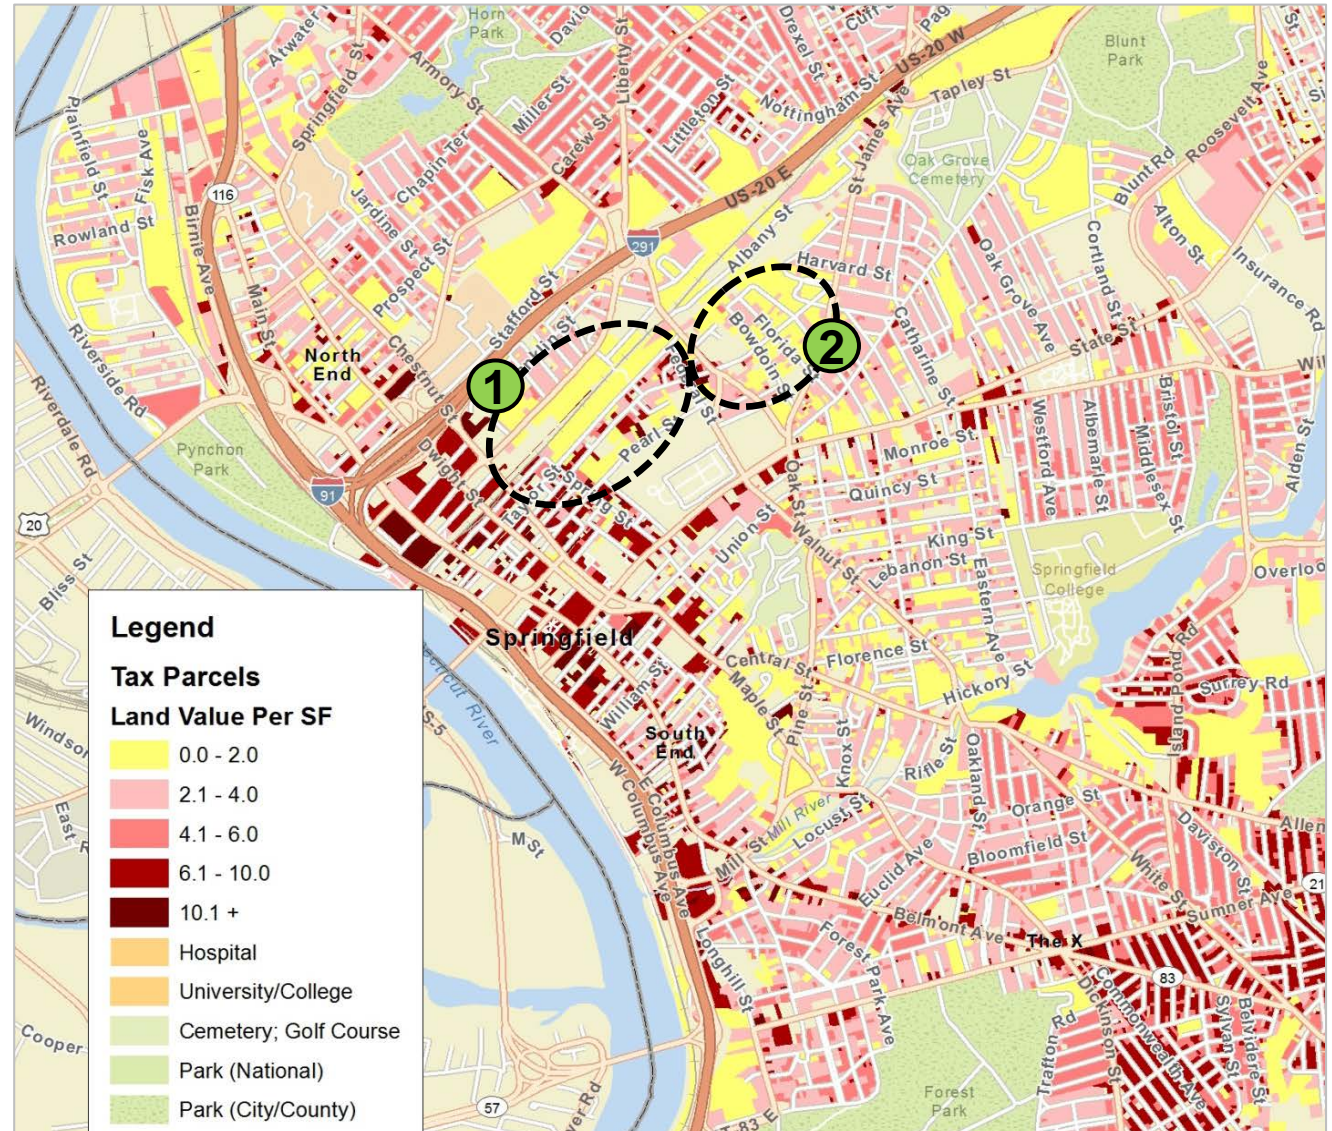 Horn
Park
David
Atwater
Springfield St
Armory St
Liberty St
Miller St
Drexel St
Cuff
Pag
US-20 W
Blunt
Park
Tapley St
Nottingham St
Littleton St
Carew St
Chapin Ter
Plainfield St
Fisk Ave
St James Ave
Roosevelt Ave
Oak Grove
Cemetery
Blunt Rd
116
Jardine St
US-20 E
Rowland St
Birnie Ave
Prospect St
291
Albany St
Harvard St
Cortland St
Alton St
Insurance Rd
Oak Grove Ave
Main St
Stafford St
Riverside Rd
North
End
Chestnut St
Florida St
Bowdoin St
Catharine St
State St
Wil
1
2
Riverdale Rd
Pynchon
Park
Dwight St
Pearl St
Taylor St
Spring St
Monroe St.
Quincy St
Westford Ave
Albemarle St
Bristol St
Middlesex St
Alden St
91
20
Oak St
Walnut St
Union St
King St
Lebanon St
Eastern Ave
Springfield
College
Overloo
Bliss St
Springfield
Central St
Florence St
Hickory St
Maple St
William St
Pine St
South
End
Knox St
Rifle St
Oakland St
Island Pond Rd
Surrey Rd
Windsor
East
W Columbus Ave
E Columbus Ave
Mill River
Locust St
Mill St
M St
Orange St
Bloomfield St
Euclid Ave
White St
Daviston St
Allen
21
Sumner Ave
Belmont Ave
The X
83
Longhill St
Forest Park Ave
Commonwealth Ave
Dickinson St
Sylvan St
Belvidere St
Trafton Rd
Forest
Park
Cooper
57
Legend
Tax Parcels
Land Value Per SF
0.0 - 2.0
2.1 - 4.0
4.1 - 6.0
6.1 - 10.0
10.1 +
Hospital
University/College
Cemetery; Golf Course
Park (National)
Park (City/County)